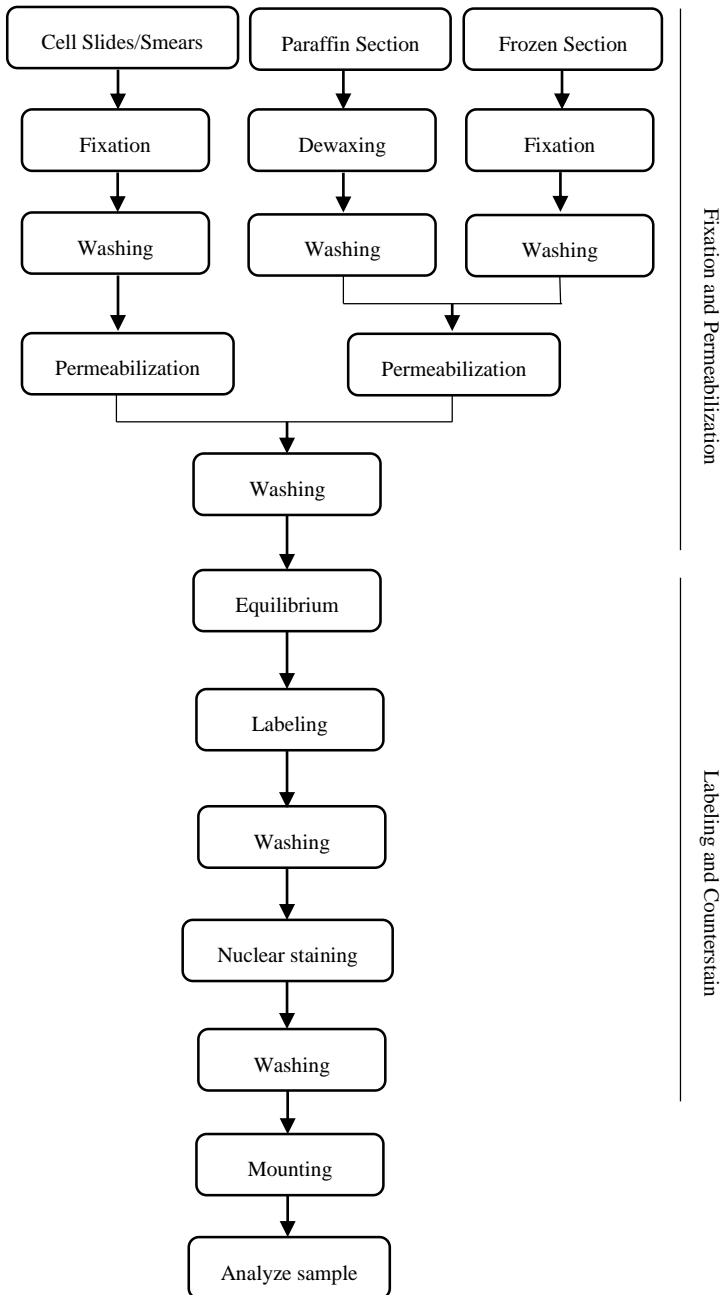 Cell Slides/Smears
Paraffin Section
Frozen Section
Fixation
Dewaxing
Fixation
Washing
Washing
Washing
Permeabilization
Permeabilization
Washing
Equilibrium
Labeling
Washing
Nuclear staining
Washing
Mounting
Analyze sample
Fixation and Permeabilization
Labeling and Counterstain